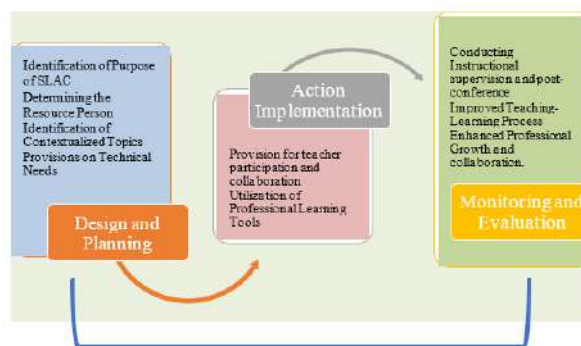 Identification of Purpose
of SLAC
Determining the
Resource Person
Identification of
Contextualized Topics
Provisions on Technical
Needs
Design and
Planning
Action
Implementation
Provision for teacher
participation and
collaboration
Utilization of
Professional Learning
Tools
Conducting
Instructional
supervision and post-
conference
Improved Teaching-
Learning Process
Enhanced Professional
Growth and
collaboration.
Monitoring and
Evaluation